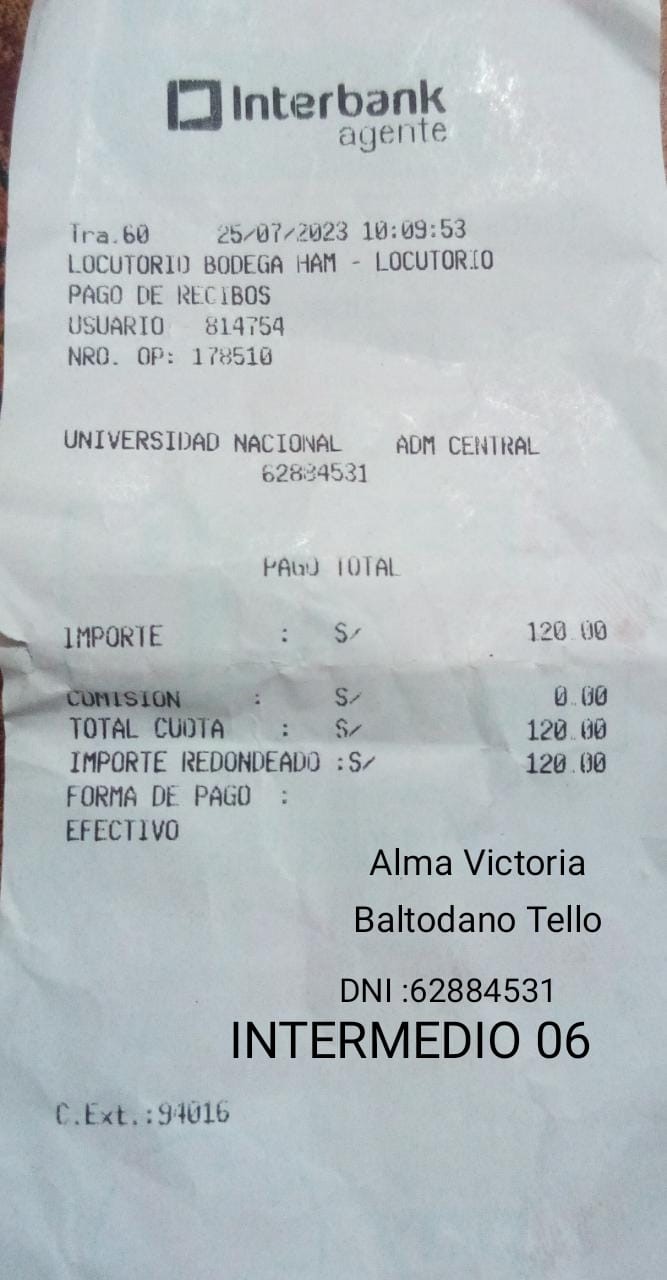 Interbank
agente
Tra.60 25/07/2023 10:09:53
LOCUTORIO BODEGA HAM - LOCUTORIO
PAGO DE RECIBOS
USUARIO 814754
NRO. OP: 178510
UNIVERSIDAD NACIONAL ADM CENTRAL
62884531
PAGO TOTAL
IMPORTE : S/ 120.00
COMISION : S/ 0.00
TOTAL CUOTA : S/ 120.00
IMPORTE REDONDEADO :S/ 120.00
FORMA DE PAGO :
EFECTIVO
Alma Victoria
Baltodano Tello
DNI :62884531
INTERMEDIO 06
C.Ext.:94016